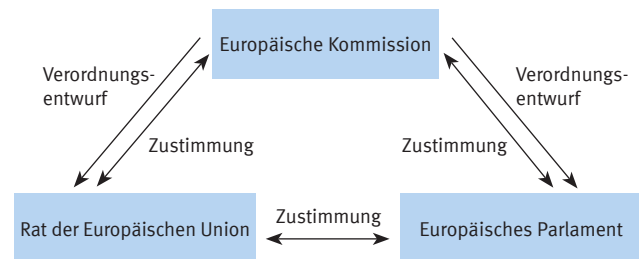 Europäische Kommission
Verordnungs-
entwurf
Verordnungs-
entwurf
Zustimmung
Zustimmung
Rat der Europäischen Union
Zustimmung
Europäisches Parlament